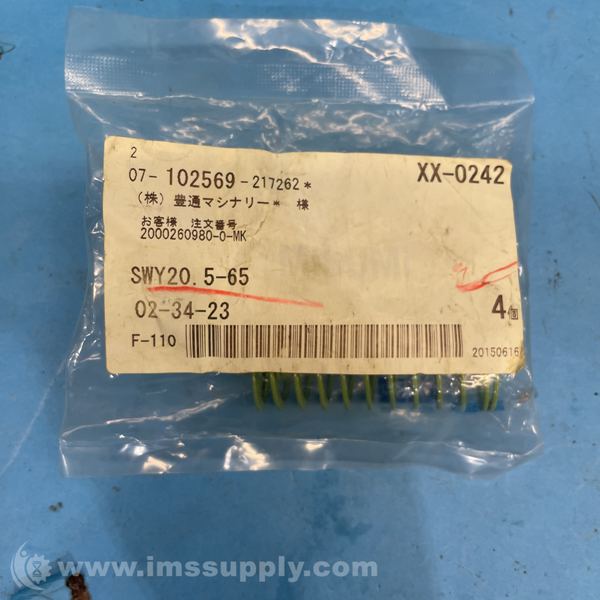 2
07-102569-217262*
XX-0242
(株) 豊通マシナリー* 様
お客様 注文番号
2000260980-0-MK
SWY20.5-65
02-34-23
4個
F-110
20150616
www.imssupply.com